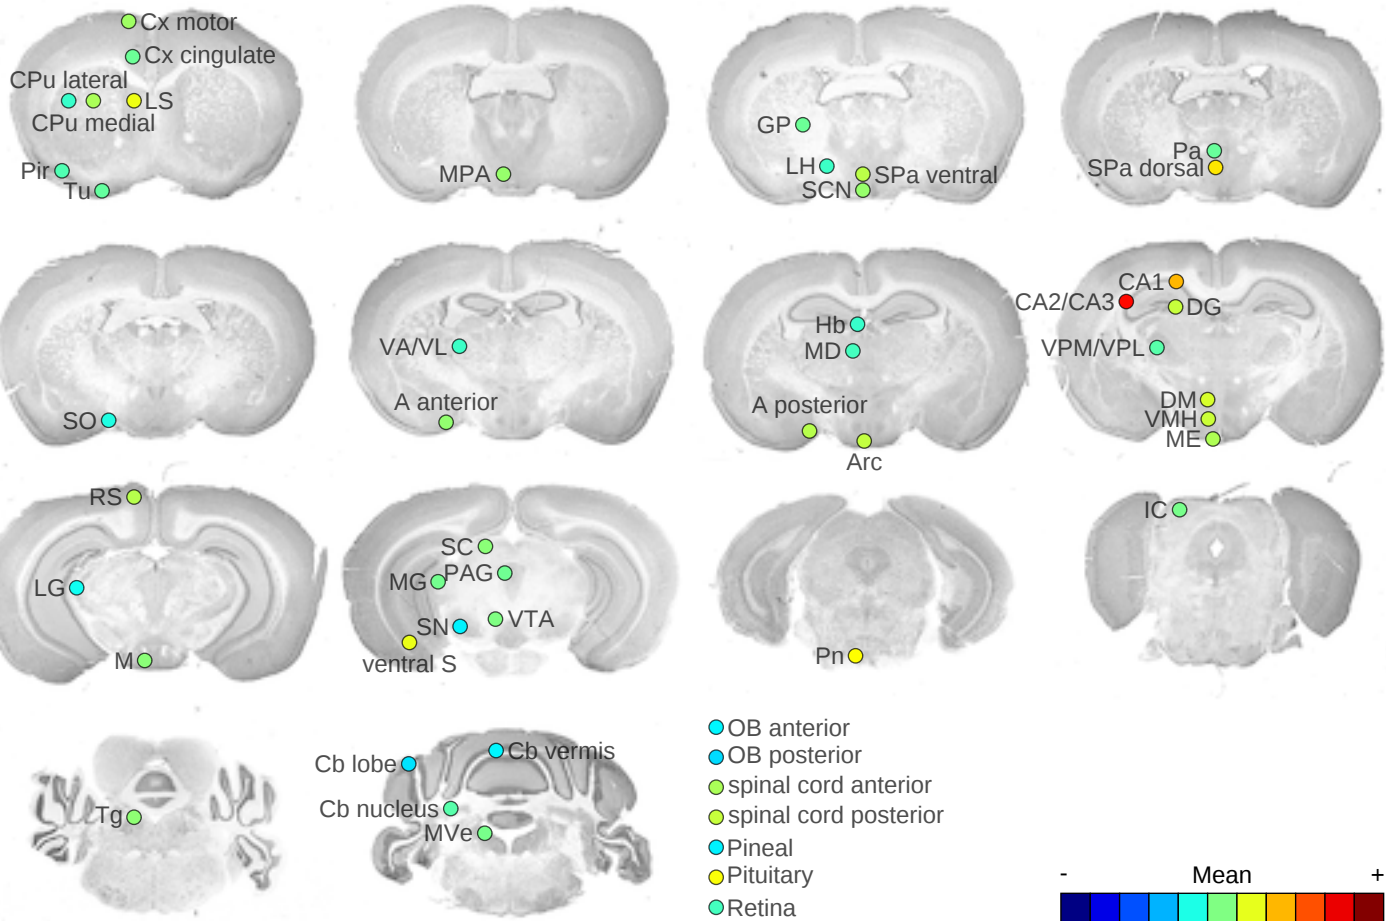 Cx motor
Cx cingulate
CPu lateral
LS
CPu medial
Pir
Tu
MPA
GP
LH
SPa ventral
SCN
Pa
SPa dorsal
SO
VA/VL
A anterior
Hb
MD
A posterior
Arc
CA1
CA2/CA3
DG
VPM/VPL
DM
VMH
ME
RS
LG
M
SC
MG
PAG
SN
VTA
ventral S
Pn
IC
Tg
Cb lobe
Cb vermis
Cb nucleus
MVe
OB anterior
OB posterior
spinal cord anterior
spinal cord posterior
Pineal
Pituitary
Retina
- Mean +